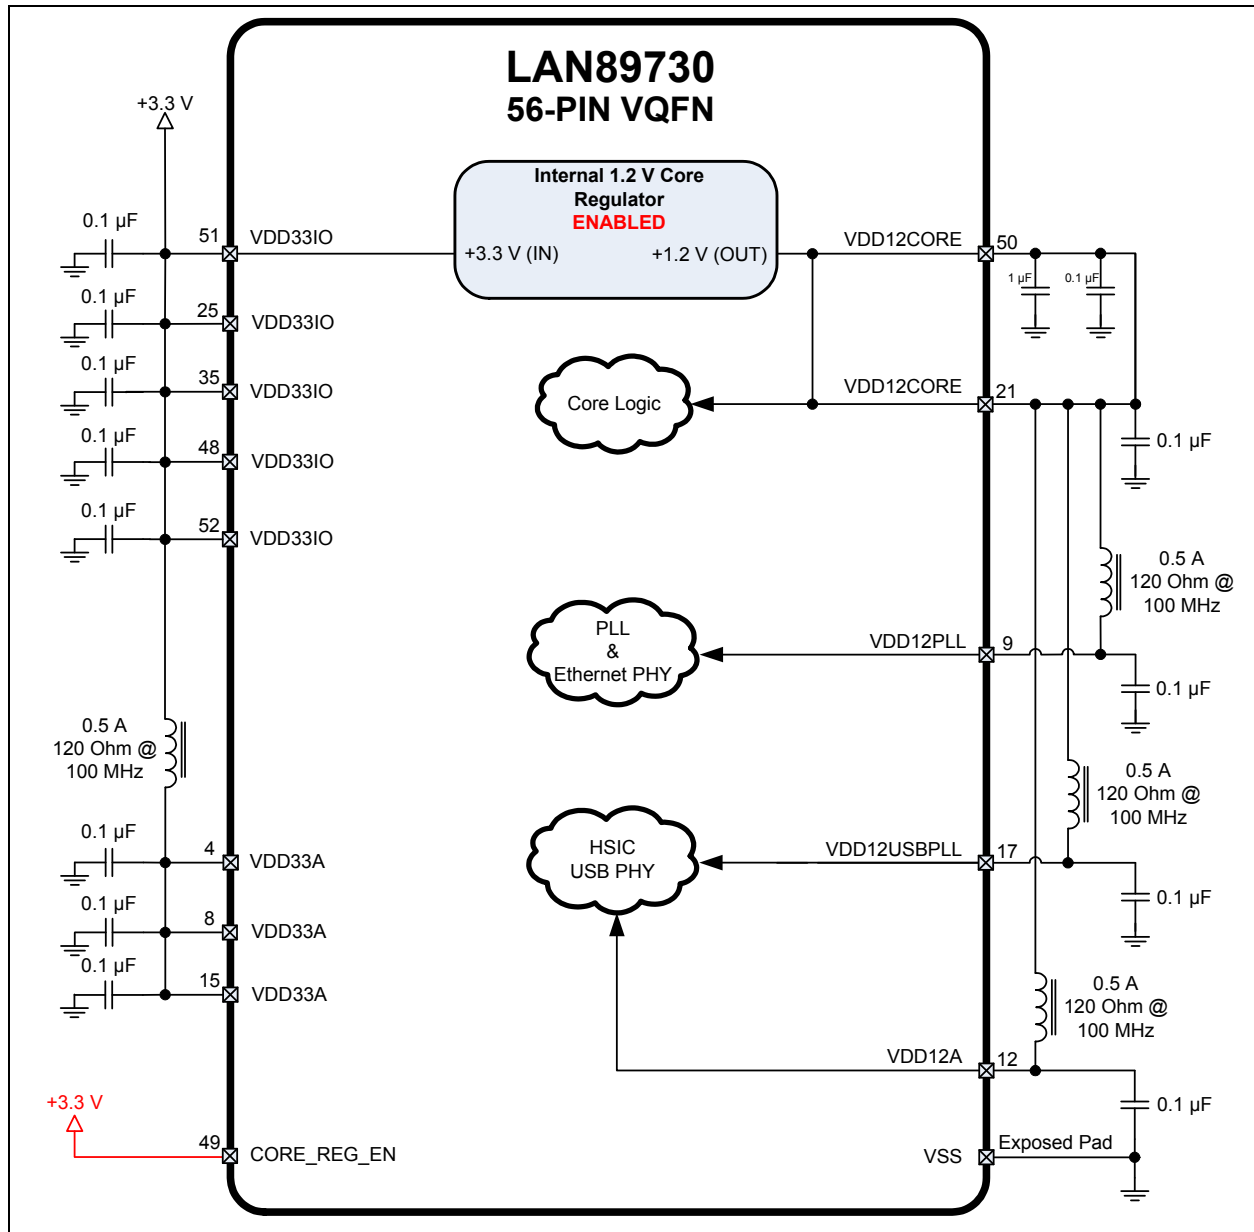 LAN89730
56-PIN VQFN
+3.3 V
Internal 1.2 V Core
Regulator
ENABLED
+3.3 V (IN)
+1.2 V (OUT)
0.1 µF
51
VDD33IO
VDD12CORE
50
1 µF
0.1 µF
0.1 µF
25
VDD33IO
0.1 µF
35
VDD33IO
Core Logic
VDD12CORE
21
0.1 µF
0.1 µF
48
VDD33IO
0.1 µF
52
VDD33IO
0.5 A
120 Ohm @
100 MHz
PLL
&
Ethernet PHY
VDD12PLL
9
0.1 µF
0.5 A
120 Ohm @
100 MHz
0.5 A
120 Ohm @
100 MHz
0.1 µF
4
VDD33A
HSIC
USB PHY
VDD12USBPLL
17
0.1 µF
0.1 µF
8
VDD33A
0.1 µF
15
VDD33A
0.5 A
120 Ohm @
100 MHz
VDD12A
12
0.1 µF
+3.3 V
49
CORE_REG_EN
VSS
Exposed Pad